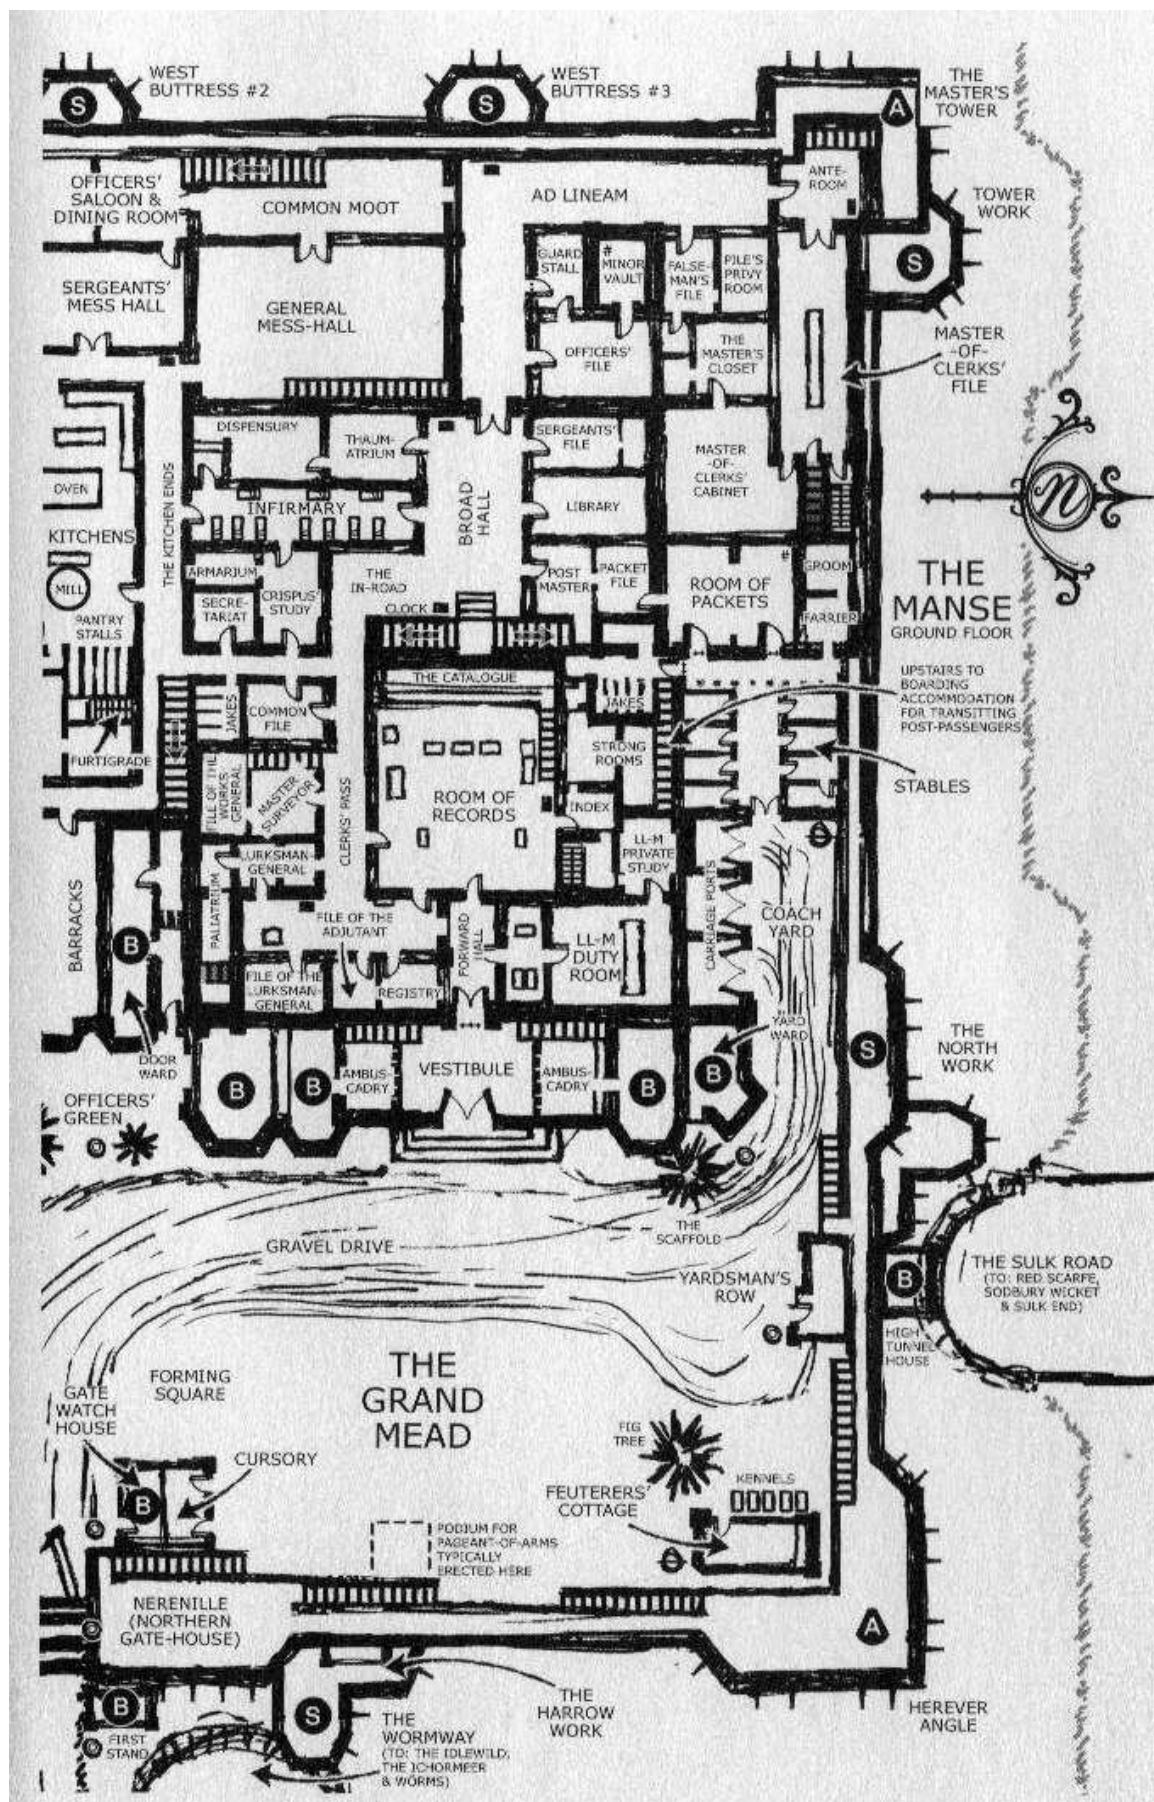 WEST
BUTTRESS #2
S
WEST
BUTTRESS #3
S
THE
MASTER'S
TOWER
A
OFFICERS'
SALOON &
DINING ROOM
COMMON MOOT
AD LINEAM
ANTE-
ROOM
TOWER
WORK
S
SERGEANTS'
MESS HALL
GENERAL
MESS-HALL
GUARD
STALL
#
MINOR
VAULT
FALSE-
MAN'S
FILE
PILE'S
PRIVY
ROOM
OFFICERS'
FILE
THE
MASTER'S
CLOSET
MASTER
-OF-
CLERKS'
FILE
DISPENSURY
THAUM-
ATRIUM
SERGEANTS'
FILE
MASTER
-OF-
CLERKS'
CABINET
OVEN
KITCHENS
MILL
PANTRY
STALLS
THE KITCHEN ENDS
INFIRMARY
BROAD
HALL
LIBRARY
N
ARMARIUM
SECRE-
TARIAT
CRISPUS'
STUDY
THE
IN-ROAD
CLOCK
POST
MASTER
PACKET
FILE
ROOM OF
PACKETS
#
GROOM
FARRIER
THE
MANSE
GROUND FLOOR
UPSTAIRS TO
BOARDING
ACCOMMODATION
FOR TRANSITTING
POST-PASSENGERS
THE CATALOGUE
JAKES
COMMON
FILE
JAKES
STRONG
ROOMS
STABLES
FURTIGRADE
FILE OF THE
WORKS-
GENERAL
MASTER
SURVEYOR
CLERKS' PASS
ROOM OF
RECORDS
INDEX
LL-M
PRIVATE
STUDY
LURKSMAN-
GENERAL
BARRACKS
B
PALIATRIUM
FILE OF THE
ADJUTANT
FORWARD
HALL
LL-M
DUTY
ROOM
CARRIAGE PORTS
COACH
YARD
FILE OF THE
LURKSMAN-
GENERAL
REGISTRY
DOOR
WARD
B
B
AMBUS-
CADRY
VESTIBULE
AMBUS-
CADRY
B
B
YARD
WARD
S
THE
NORTH
WORK
OFFICERS'
GREEN
THE
SCAFFOLD
GRAVEL DRIVE
YARDSMAN'S
ROW
B
HIGH
TUNNEL
HOUSE
THE SULK ROAD
(TO: RED SCARFE,
SODBURY WICKET
& SULK END)
FORMING
SQUARE
THE
GRAND
MEAD
GATE
WATCH
HOUSE
B
CURSORY
FIG
TREE
KENNELS
FEUTERERS'
COTTAGE
PODIUM FOR
PAGEANT-OF-ARMS
TYPICALLY
ERECTED HERE
NERENILLE
(NORTHERN
GATE-HOUSE)
A
B
FIRST
STAND
S
THE
WORMWAY
(TO: THE IDLEWILD,
THE ICHORMEER
& WORMS)
THE
HARROW
WORK
HEREVER
ANGLE